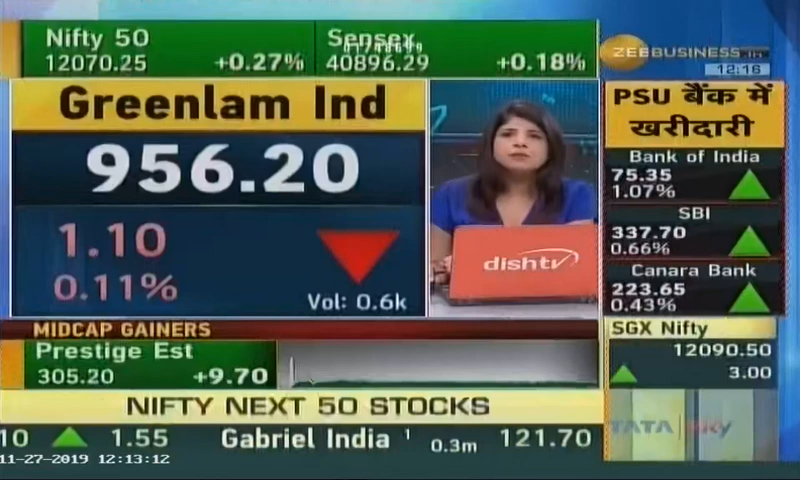 Nifty 50
12070.25 +0.27%
Sensex
40896.29 +0.18%
ZEEBUSINESS.in
12:16
Greenlam Ind
956.20
1.10
0.11%
Vol: 0.6k
dishtv
PSU बैंक में
खरीदारी
Bank of India
75.35
1.07%
SBI
337.70
0.66%
Canara Bank
223.65
0.43%
SGX Nifty
12090.50
3.00
MIDCAP GAINERS
Prestige Est
305.20 +9.70
NIFTY NEXT 50 STOCKS
10 1.55 Gabriel India 1 0.3m 121.70
TATA sky
11-27-2019 12:13:12